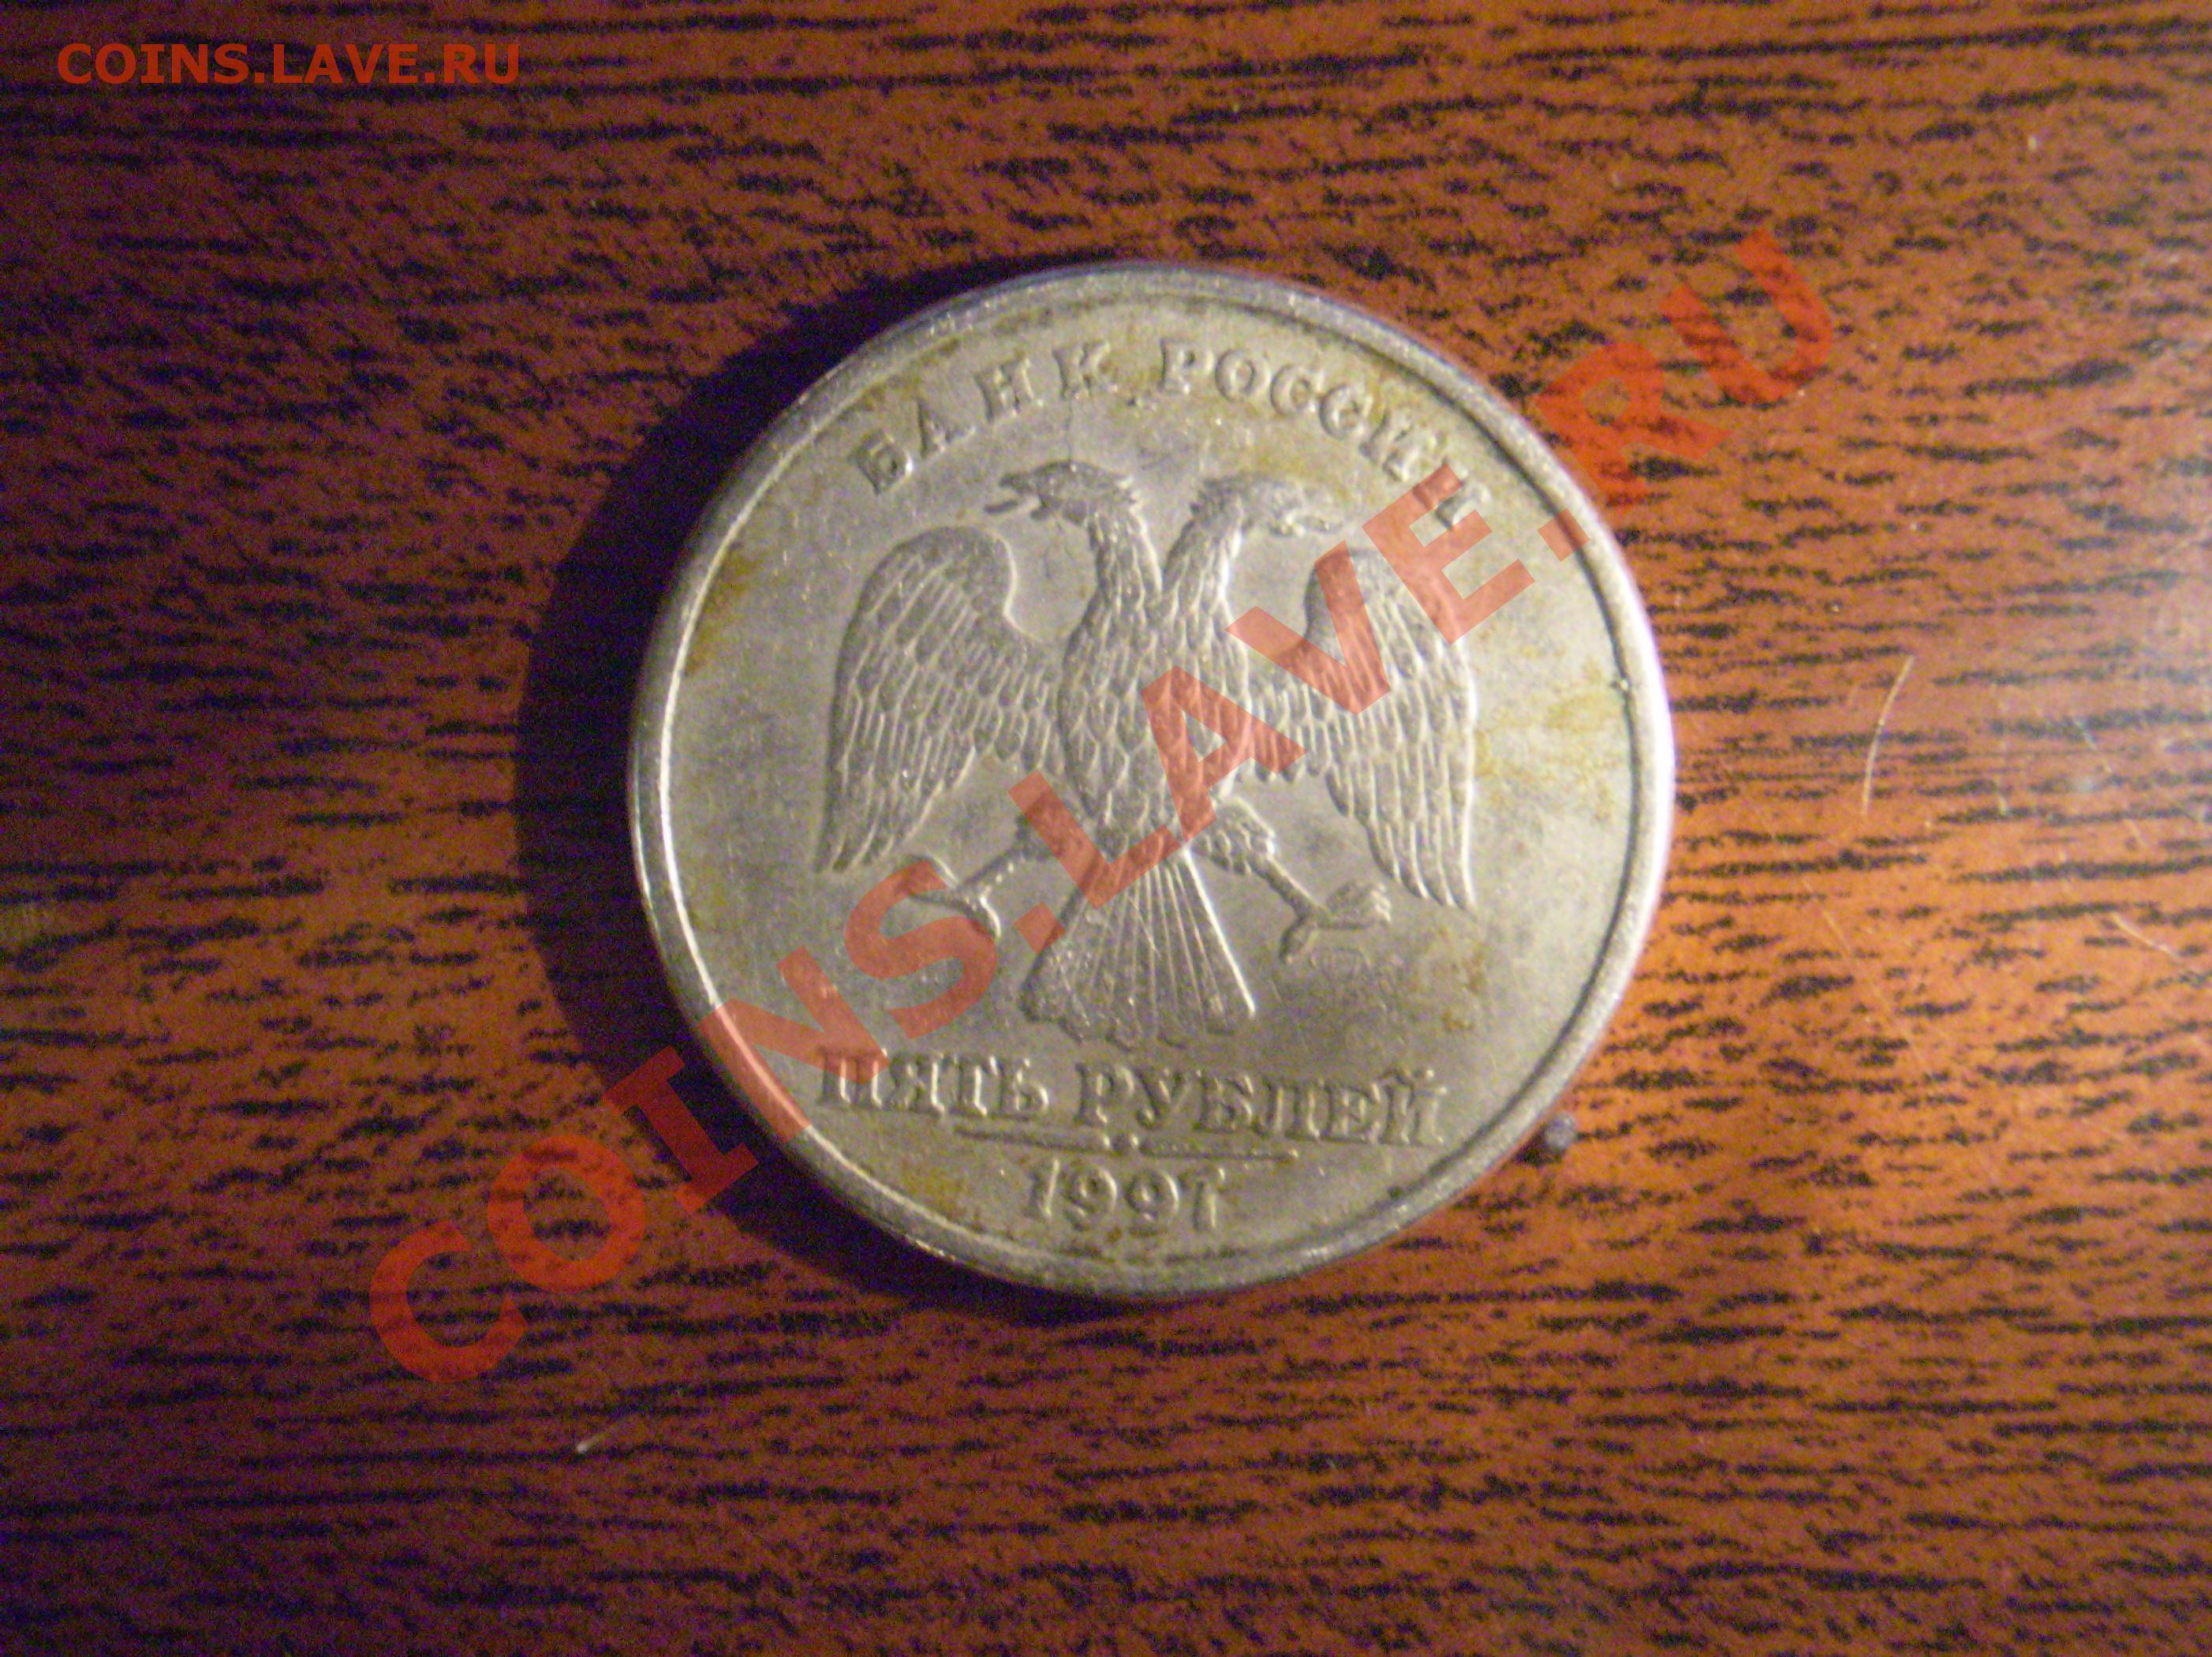 COINS.LAVE.RU
БАНК РОССИИ
COINS.LAVE.RU
ПЯТЬ РУБЛЕЙ
1997